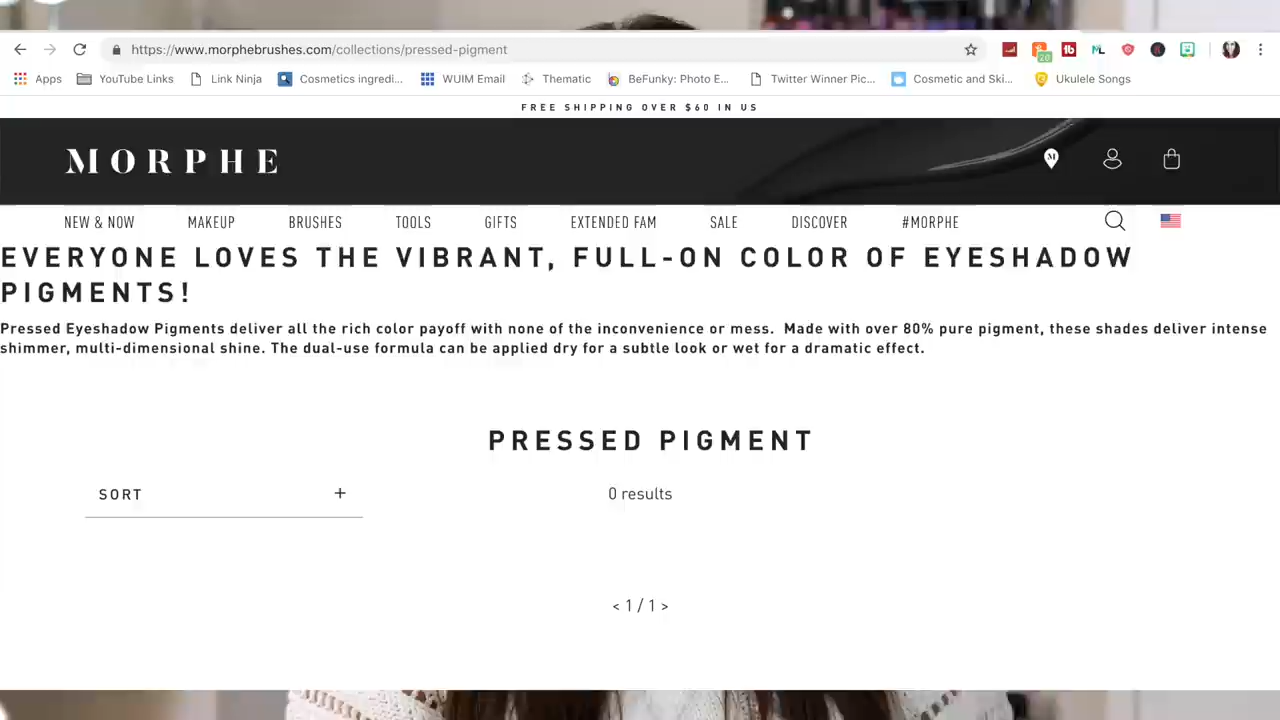 https://www.morphebrushes.com/collections/pressed-pigment
20
Apps YouTube Links Link Ninja Cosmetics ingredi... WUIM Email Thematic BeFunky: Photo E... Twitter Winner Pic... Cosmetic and Ski... Ukulele Songs
FREE SHIPPING OVER $60 IN US
MORPHE
M
NEW & NOW MAKEUP BRUSHES TOOLS GIFTS EXTENDED FAM SALE DISCOVER #MORPHE
EVERYONE LOVES THE VIBRANT, FULL-ON COLOR OF EYESHADOW
PIGMENTS!
Pressed Eyeshadow Pigments deliver all the rich color payoff with none of the inconvenience or mess. Made with over 80% pure pigment, these shades deliver intense
shimmer, multi-dimensional shine. The dual-use formula can be applied dry for a subtle look or wet for a dramatic effect.
PRESSED PIGMENT
SORT +
0 results
< 1 / 1 >